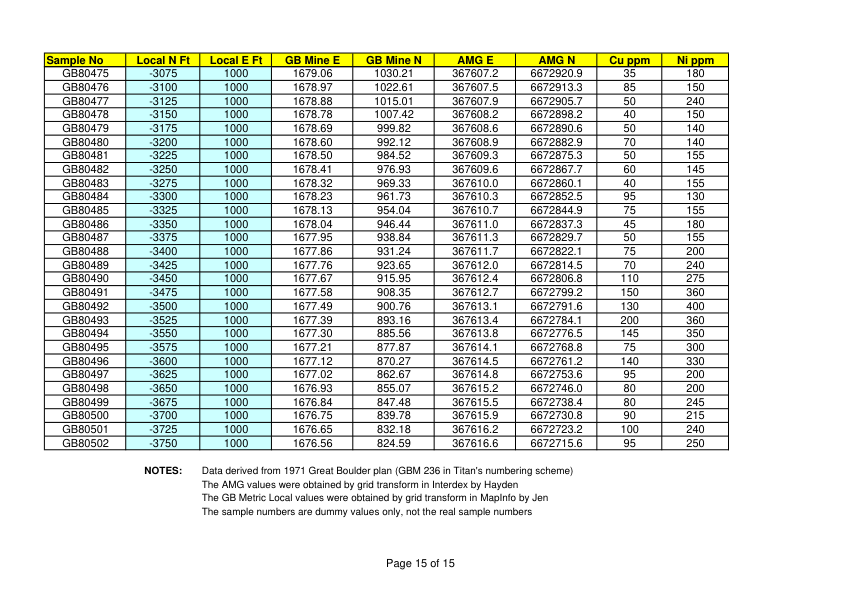 Sample No Local N Ft Local E Ft GB Mine E GB Mine N AMG E AMG N Cu ppm Ni ppm
GB80475 -3075 1000 1679.06 1030.21 367607.2 6672920.9 35 180
GB80476 -3100 1000 1678.97 1022.61 367607.5 6672913.3 85 150
GB80477 -3125 1000 1678.88 1015.01 367607.9 6672905.7 50 240
GB80478 -3150 1000 1678.78 1007.42 367608.2 6672898.2 40 150
GB80479 -3175 1000 1678.69 999.82 367608.6 6672890.6 50 140
GB80480 -3200 1000 1678.60 992.12 367608.9 6672882.9 70 140
GB80481 -3225 1000 1678.50 984.52 367609.3 6672875.3 50 155
GB80482 -3250 1000 1678.41 976.93 367609.6 6672867.7 60 145
GB80483 -3275 1000 1678.32 969.33 367610.0 6672860.1 40 155
GB80484 -3300 1000 1678.23 961.73 367610.3 6672852.5 95 130
GB80485 -3325 1000 1678.13 954.04 367610.7 6672844.9 75 155
GB80486 -3350 1000 1678.04 946.44 367611.0 6672837.3 45 180
GB80487 -3375 1000 1677.95 938.84 367611.3 6672829.7 50 155
GB80488 -3400 1000 1677.86 931.24 367611.7 6672822.1 75 200
GB80489 -3425 1000 1677.76 923.65 367612.0 6672814.5 70 240
GB80490 -3450 1000 1677.67 915.95 367612.4 6672806.8 110 275
GB80491 -3475 1000 1677.58 908.35 367612.7 6672799.2 150 360
GB80492 -3500 1000 1677.49 900.76 367613.1 6672791.6 130 400
GB80493 -3525 1000 1677.39 893.16 367613.4 6672784.1 200 360
GB80494 -3550 1000 1677.30 885.56 367613.8 6672776.5 145 350
GB80495 -3575 1000 1677.21 877.87 367614.1 6672768.8 75 300
GB80496 -3600 1000 1677.12 870.27 367614.5 6672761.2 140 330
GB80497 -3625 1000 1677.02 862.67 367614.8 6672753.6 95 200
GB80498 -3650 1000 1676.93 855.07 367615.2 6672746.0 80 200
GB80499 -3675 1000 1676.84 847.48 367615.5 6672738.4 80 245
GB80500 -3700 1000 1676.75 839.78 367615.9 6672730.8 90 215
GB80501 -3725 1000 1676.65 832.18 367616.2 6672723.2 100 240
GB80502 -3750 1000 1676.56 824.59 367616.6 6672715.6 95 250
NOTES: Data derived from 1971 Great Boulder plan (GBM 236 in Titan's numbering scheme)
The AMG values were obtained by grid transform in Interdex by Hayden
The GB Metric Local values were obtained by grid transform in MapInfo by Jen
The sample numbers are dummy values only, not the real sample numbers
Page 15 of 15